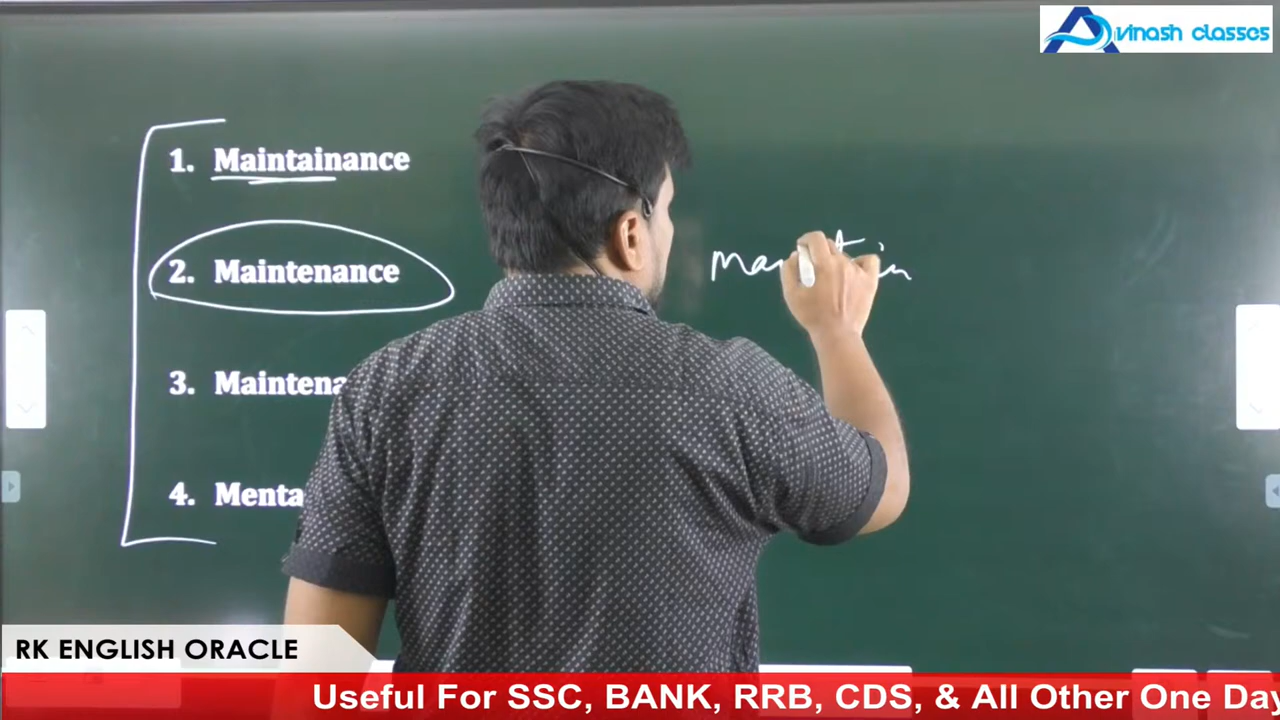 vinash classes
1. Maintainance
2. Maintenance
3. Maintena
4. Menta
RK ENGLISH ORACLE
Useful For SSC, BANK, RRB, CDS, & All Other One Day